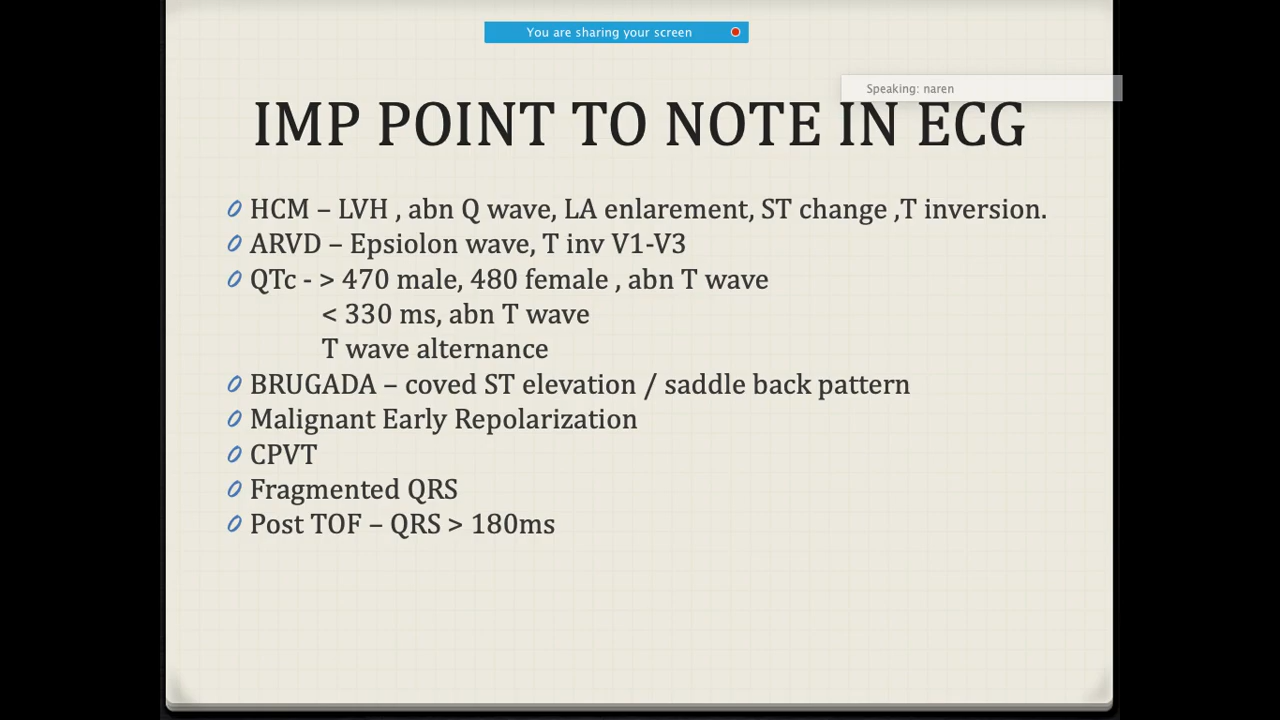 You are sharing your screen
Speaking: naren
IMP POINT TO NOTE IN ECG
HCM – LVH , abn Q wave, LA enlarement, ST change ,T inversion.
ARVD – Epsiolon wave, T inv V1-V3
QTc - > 470 male, 480 female , abn T wave
< 330 ms, abn T wave
T wave alternance
BRUGADA – coved ST elevation / saddle back pattern
Malignant Early Repolarization
CPVT
Fragmented QRS
Post TOF – QRS > 180ms